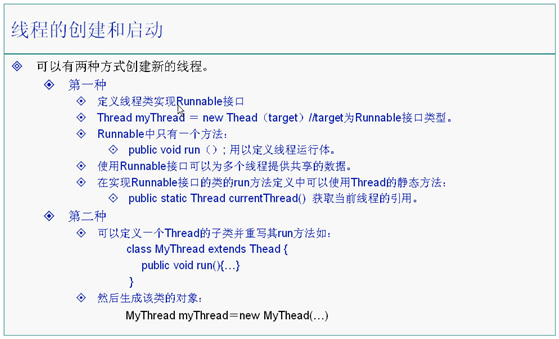 线程的创建和启动
可以有两种方式创建新的线程。
第一种
定义线程类实现Runnable接口
Thread myThread = new Thead（target）//target为Runnable接口类型。
Runnable中只有一个方法：
public void run（）; 用以定义线程运行体。
使用Runnable接口可以为多个线程提供共享的数据。
在实现Runnable接口的类的run方法定义中可以使用Thread的静态方法：
public static Thread currentThread() 获取当前线程的引用。
第二种
可以定义一个Thread的子类并重写其run方法如：
class MyThread extends Thead {
public void run(){…}
}
然后生成该类的对象：
MyThread myThread＝new MyThead(…)